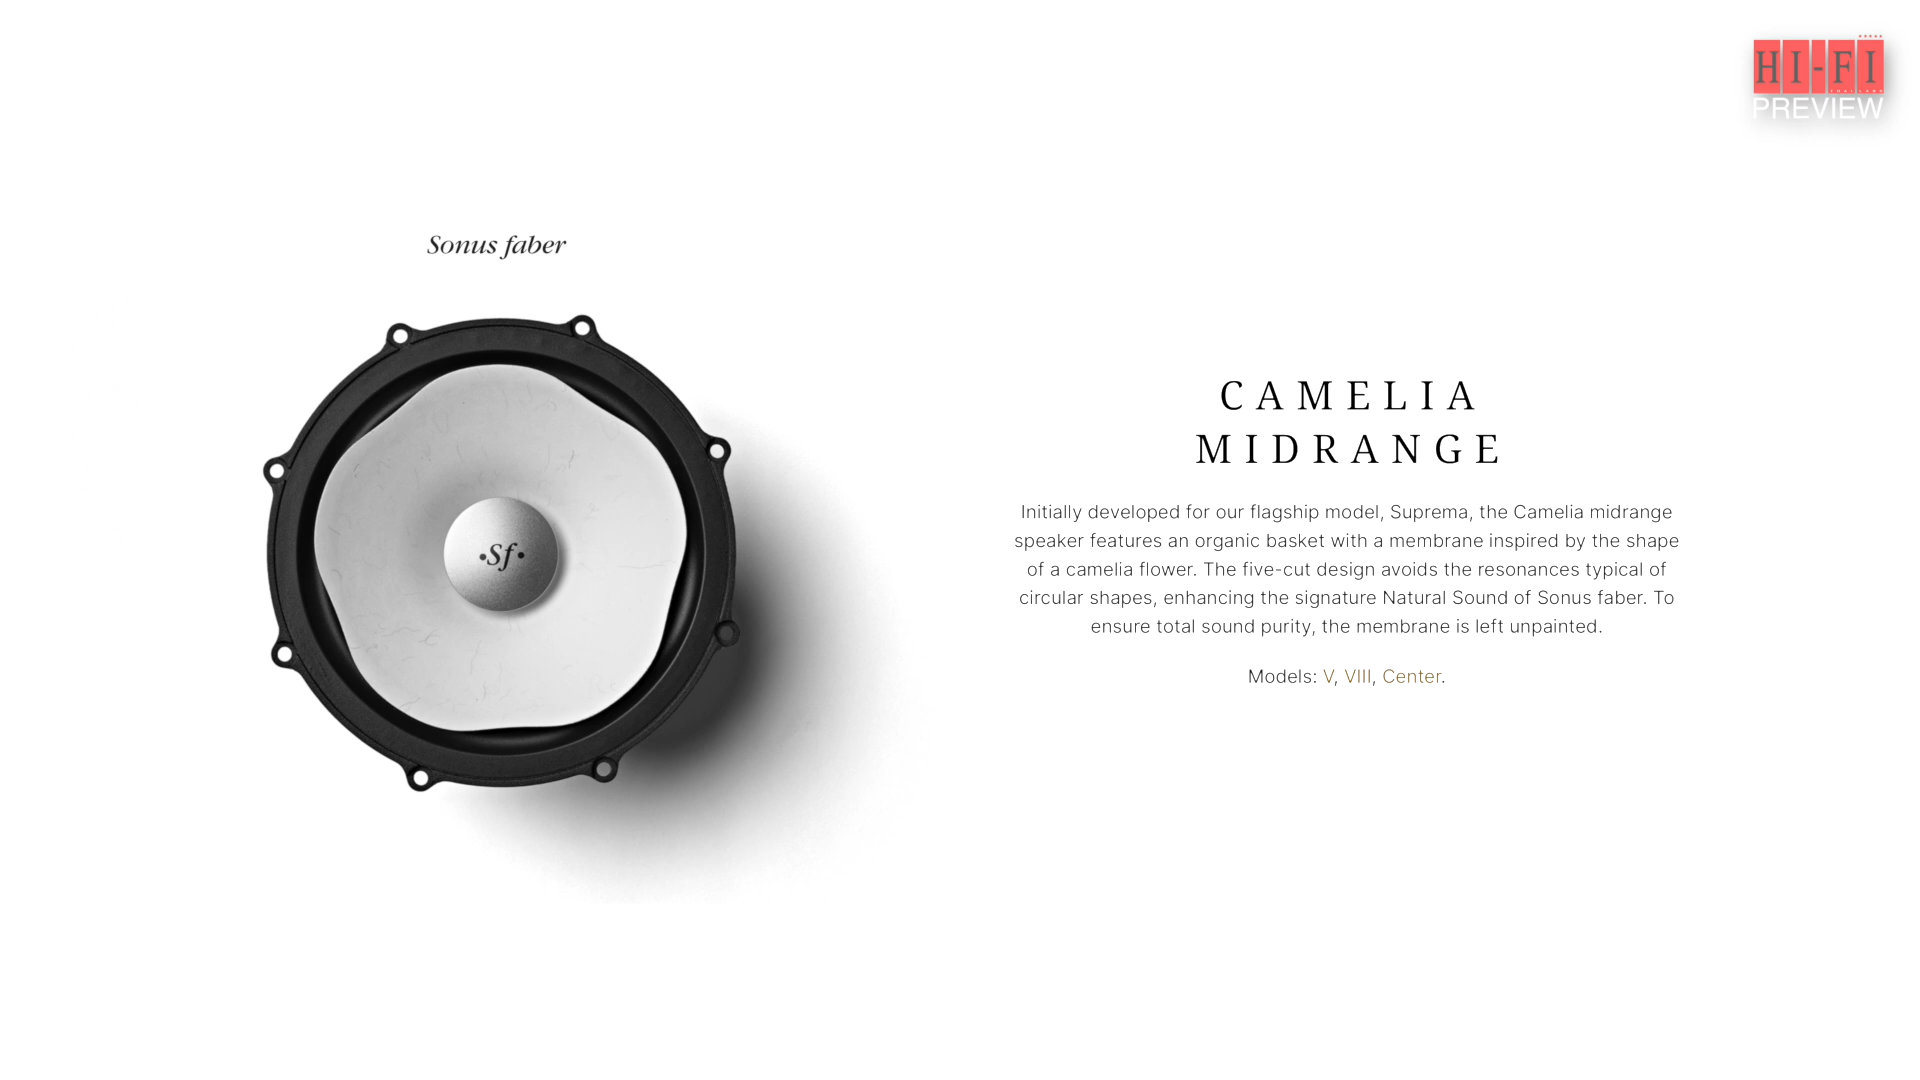 HI-FI
PREVIEW
Sonus faber
CAMELIA
MIDRANGE
Initially developed for our flagship model, Suprema, the Camelia midrange
speaker features an organic basket with a membrane inspired by the shape
of a camelia flower. The five-cut design avoids the resonances typical of
circular shapes, enhancing the signature Natural Sound of Sonus faber. To
ensure total sound purity, the membrane is left unpainted.
Models: V, VIII, Center.
•Sf•